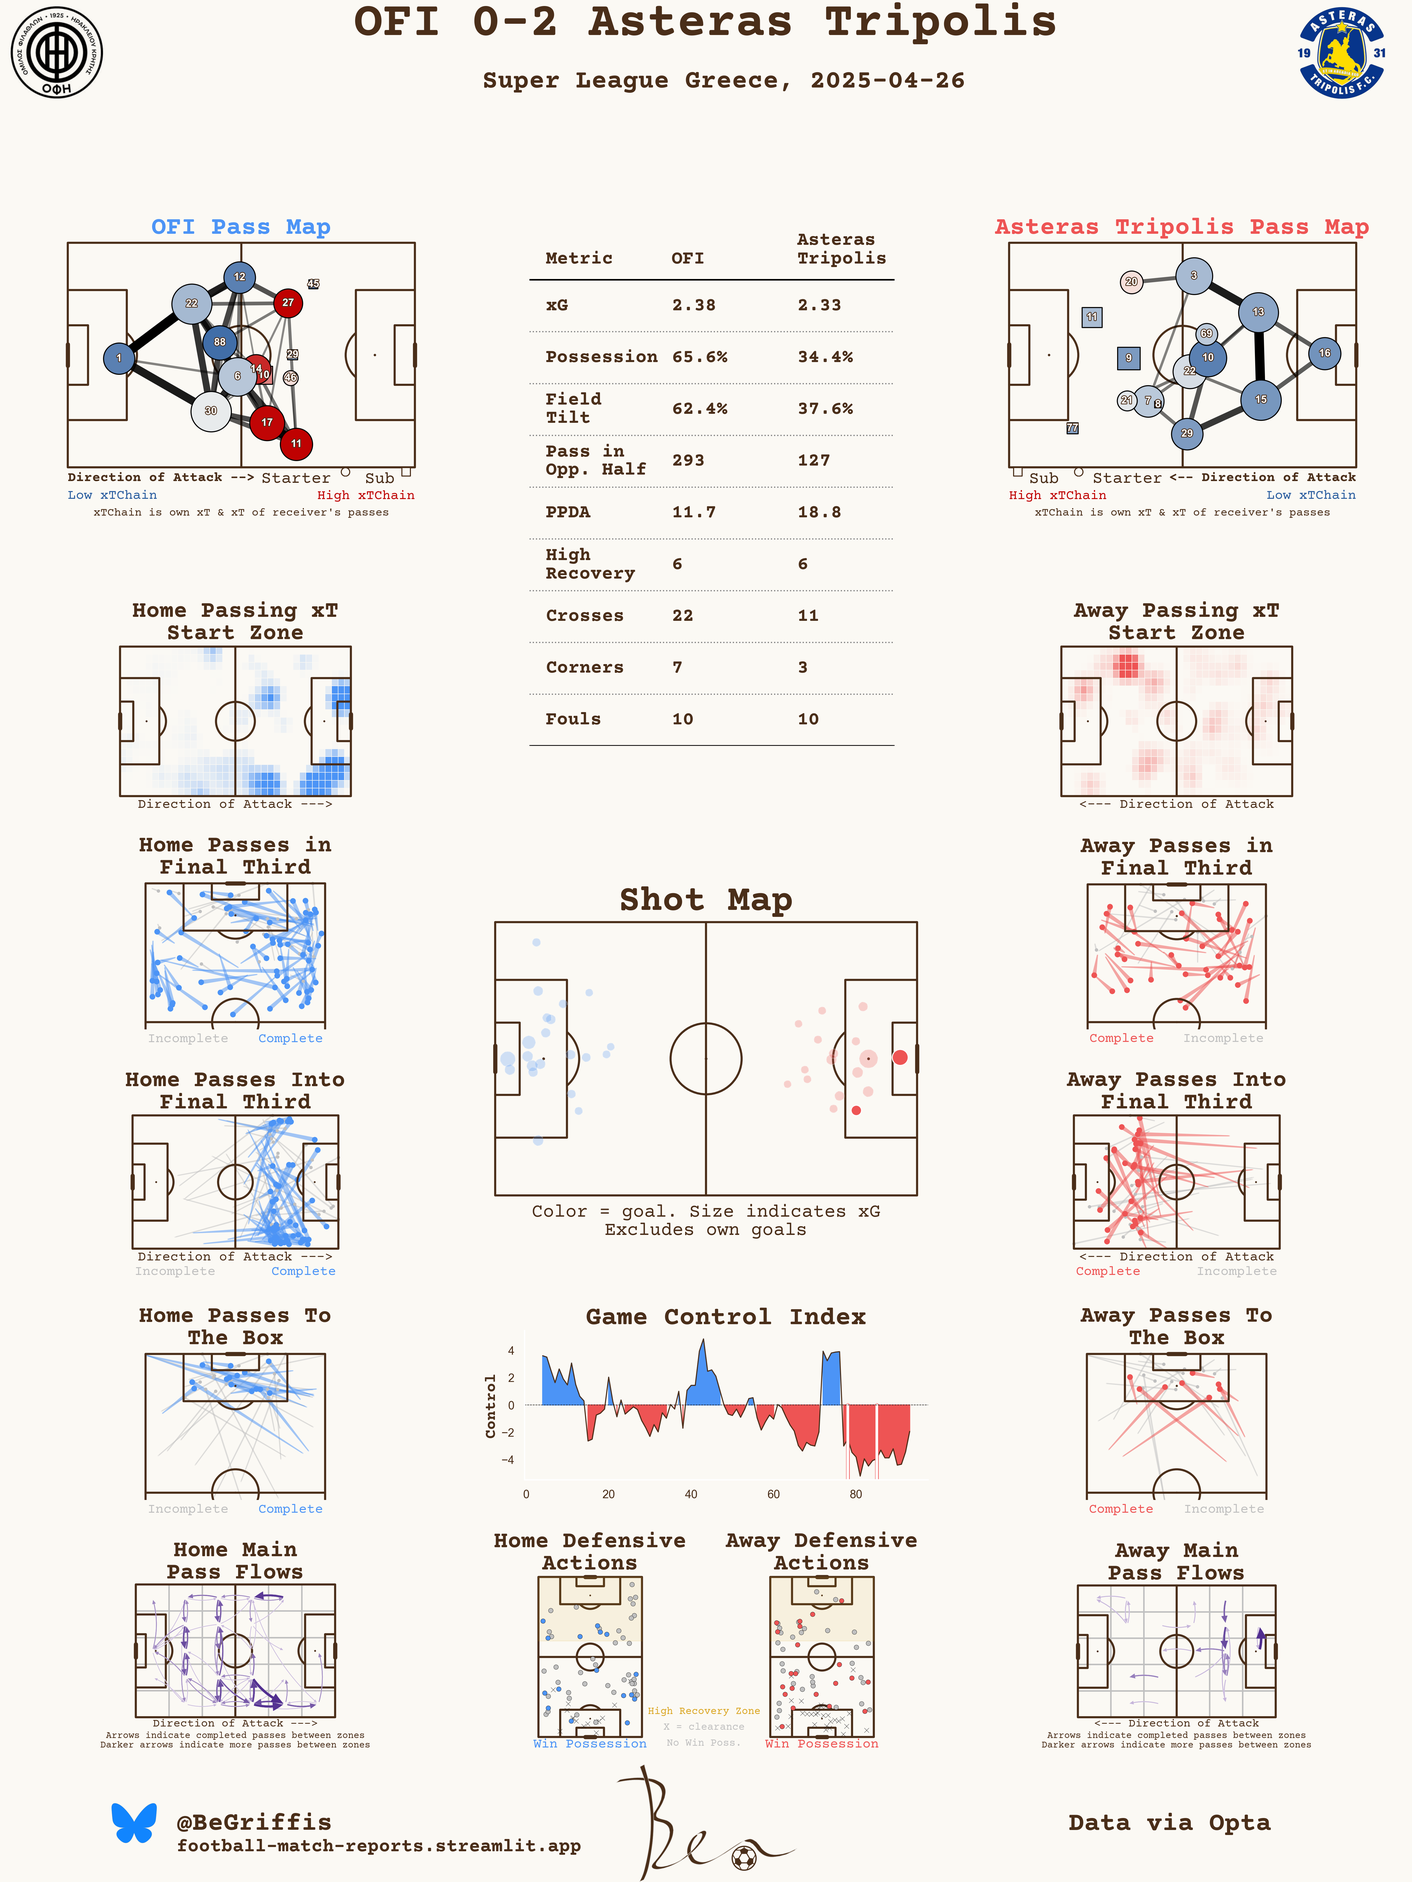 OFI 0-2 Asteras Tripolis
Super League Greece, 2025-04-26
ΟΜΙΛΟΣ ΦΙΛΑΘΛΩΝ • 1925 • ΗΡΑΚΛΕΙΟΥ ΚΡΗΤΗΣ
ΟΦΗ
ASTERAS
19 31
TRIPOLIS F.C.
OFI Pass Map
1
22
12
88
30
6
14
10
27
45
29
46
17
11
Direction of Attack --> Starter Sub
Low xTChain High xTChain
xTChain is own xT & xT of receiver's passes
Metric OFI Asteras Tripolis
xG 2.38 2.33
Possession 65.6% 34.4%
Field Tilt 62.4% 37.6%
Pass in Opp. Half 293 127
PPDA 11.7 18.8
High Recovery 6 6
Crosses 22 11
Corners 7 3
Fouls 10 10
Asteras Tripolis Pass Map
20
3
11
13
69
9
10
16
22
21
7
8
15
77
29
Sub Starter <-- Direction of Attack
High xTChain Low xTChain
xTChain is own xT & xT of receiver's passes
Home Passing xT
Start Zone
Direction of Attack --->
Away Passing xT
Start Zone
<--- Direction of Attack
Home Passes in
Final Third
Incomplete Complete
Away Passes in
Final Third
Complete Incomplete
Shot Map
Color = goal. Size indicates xG
Excludes own goals
Home Passes Into
Final Third
Direction of Attack --->
Incomplete Complete
Away Passes Into
Final Third
<--- Direction of Attack
Complete Incomplete
Home Passes To
The Box
Incomplete Complete
Game Control Index
Control
4
2
0
−2
−4
0 20 40 60 80
Away Passes To
The Box
Complete Incomplete
Home Main
Pass Flows
Direction of Attack --->
Arrows indicate completed passes between zones
Darker arrows indicate more passes between zones
Home Defensive
Actions
Win Possession
High Recovery Zone
X = clearance
No Win Poss.
Away Defensive
Actions
Win Possession
Away Main
Pass Flows
<--- Direction of Attack
Arrows indicate completed passes between zones
Darker arrows indicate more passes between zones
@BeGriffis
football-match-reports.streamlit.app
Ben
Data via Opta